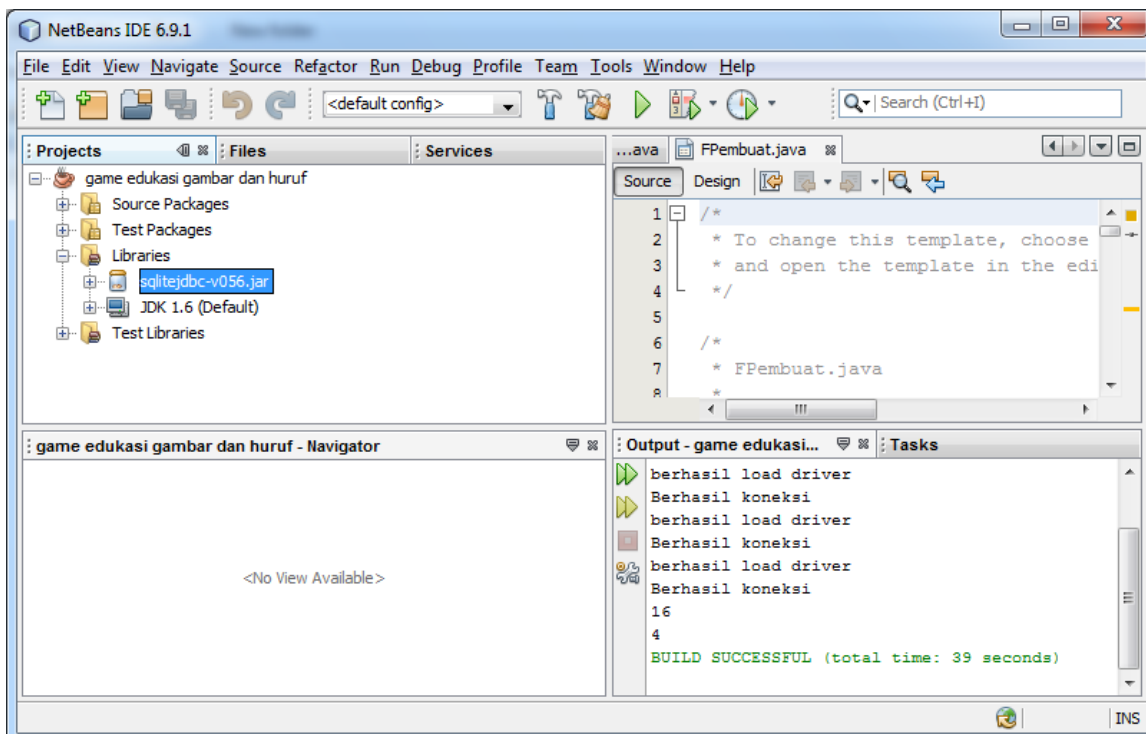 NetBeans IDE 6.9.1
File Edit View Navigate Source Refactor Run Debug Profile Team Tools Window Help
<default config>
Search (Ctrl+I)
Projects
Files
Services
game edukasi gambar dan huruf
Source Packages
Test Packages
Libraries
sqlitejdbc-v056.jar
JDK 1.6 (Default)
Test Libraries
...ava
FPembuat.java
Source Design
1 /*
2 * To change this template, choose
3 * and open the template in the edi
4 */
5
6 /*
7 * FPembuat.java
8 *
game edukasi gambar dan huruf - Navigator
<No View Available>
Output - game edukasi...
Tasks
berhasil load driver
Berhasil koneksi
berhasil load driver
Berhasil koneksi
berhasil load driver
Berhasil koneksi
16
4
BUILD SUCCESSFUL (total time: 39 seconds)
INS